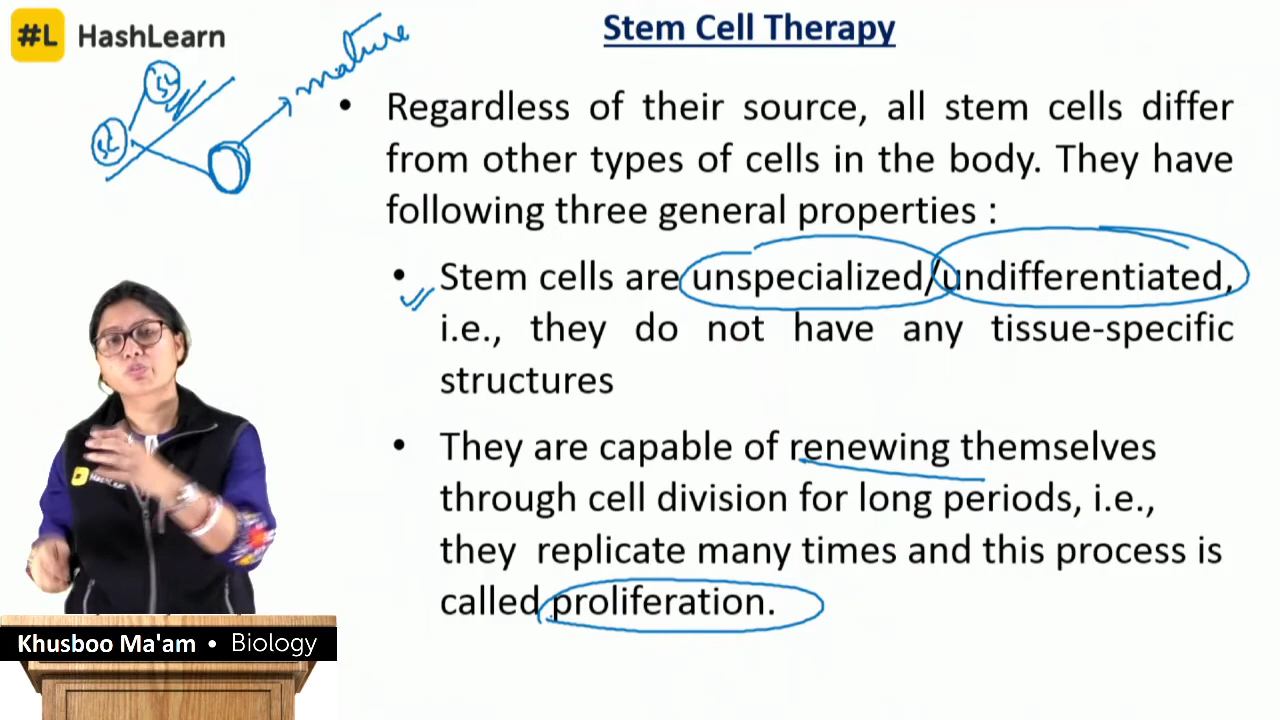 #L HashLearn
Stem Cell Therapy
SC
SC
mature
• Regardless of their source, all stem cells differ
from other types of cells in the body. They have
following three general properties :
• Stem cells are unspecialized/undifferentiated,
i.e., they do not have any tissue-specific
structures
• They are capable of renewing themselves
through cell division for long periods, i.e.,
they replicate many times and this process is
called proliferation.
Khusboo Ma'am • Biology